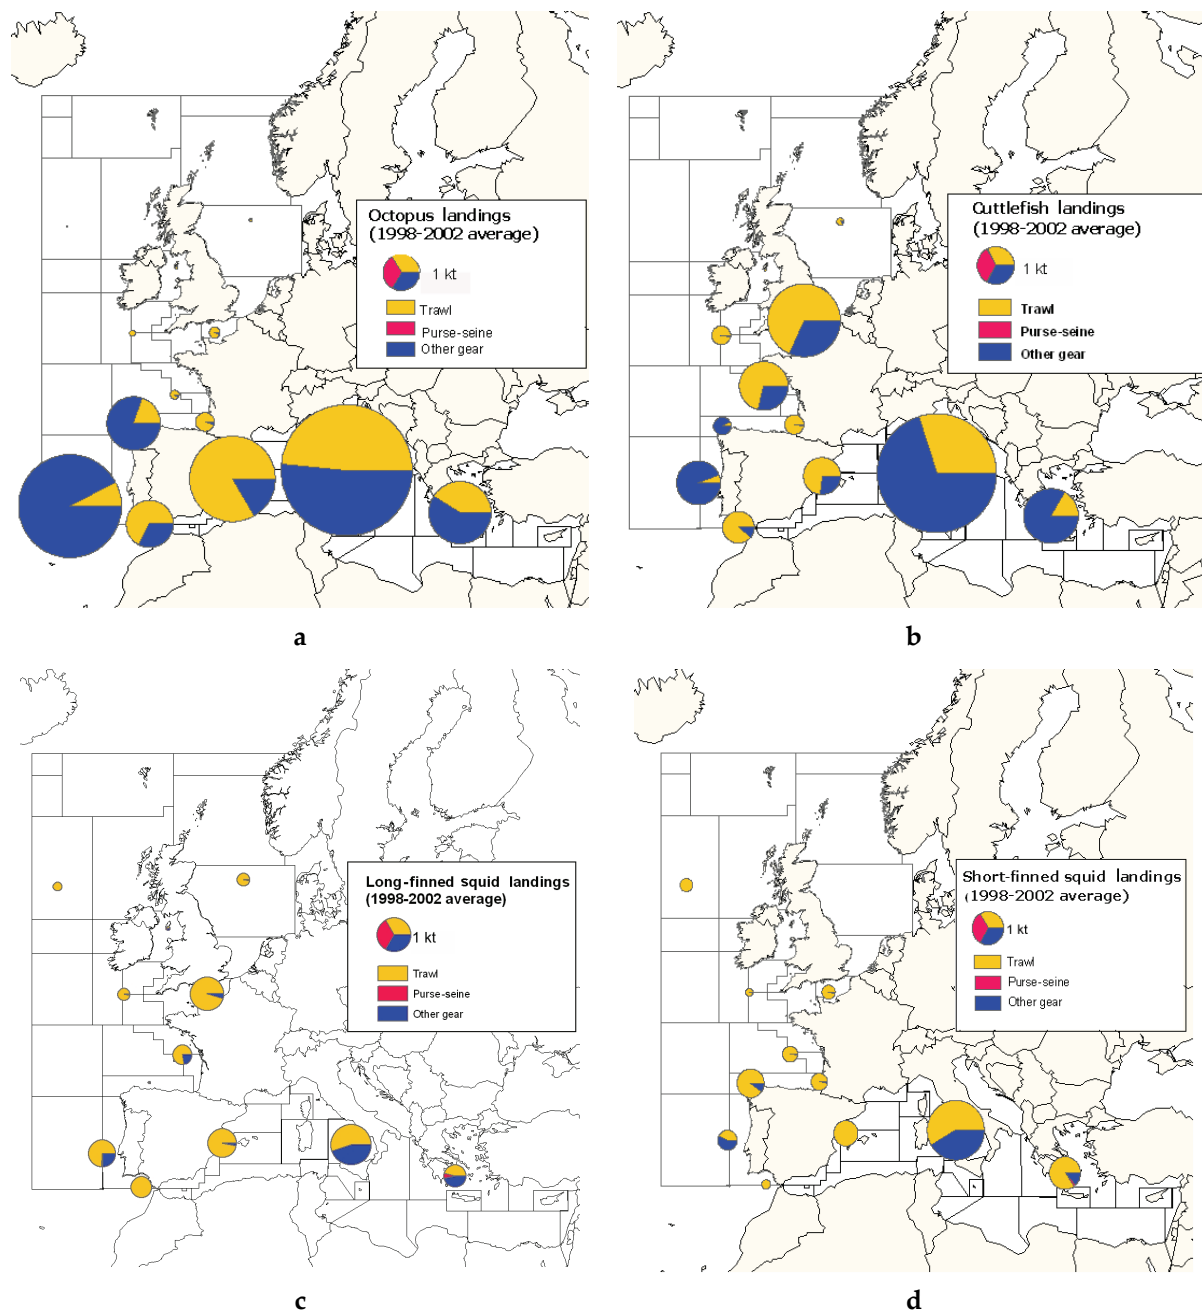 Octopus landings
(1998-2002 average)
1 kt
Trawl
Purse-seine
Other gear
a
Cuttlefish landings
(1998-2002 average)
1 kt
Trawl
Purse-seine
Other gear
b
Long-finned squid landings
(1998-2002 average)
1 kt
Trawl
Purse-seine
Other gear
c
Short-finned squid landings
(1998-2002 average)
1 kt
Trawl
Purse-seine
Other gear
d